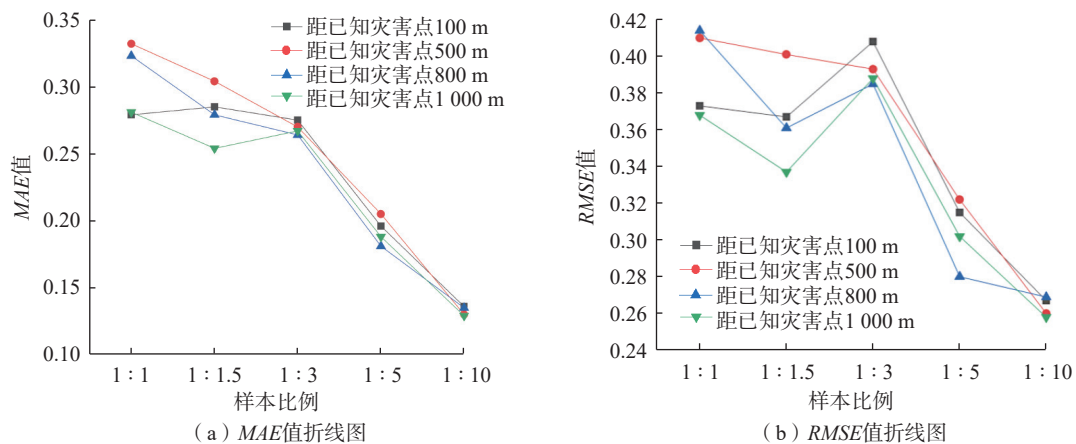 0.35
0.30
0.25
0.20
0.15
0.10
MAE值
距已知灾害点100 m
距已知灾害点500 m
距已知灾害点800 m
距已知灾害点1 000 m
1∶1 1∶1.5 1∶3 1∶5 1∶10
样本比例
（a）MAE值折线图
0.42
0.40
0.38
0.36
0.34
0.32
0.30
0.28
0.26
0.24
RMSE值
距已知灾害点100 m
距已知灾害点500 m
距已知灾害点800 m
距已知灾害点1 000 m
1∶1 1∶1.5 1∶3 1∶5 1∶10
样本比例
（b）RMSE值折线图